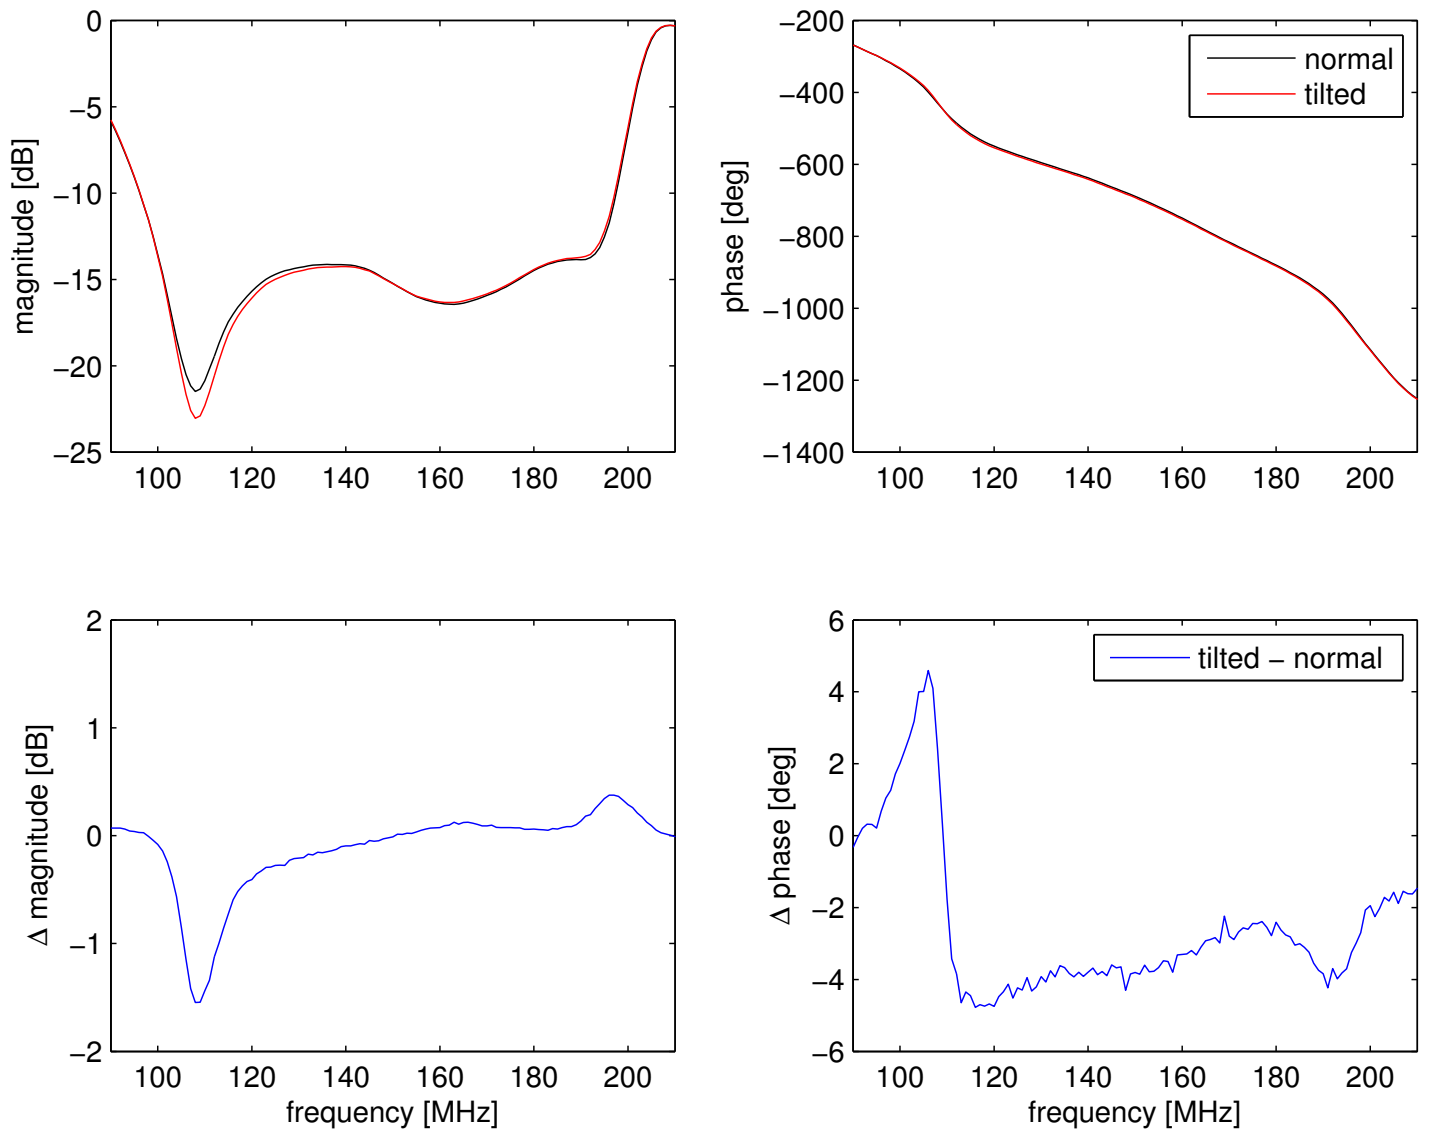 0
−5
−10
−15
−20
−25
magnitude [dB]
100 120 140 160 180 200
−200
−400
−600
−800
−1000
−1200
−1400
phase [deg]
normal
tilted
100 120 140 160 180 200
2
1
0
−1
−2
Δ magnitude [dB]
100 120 140 160 180 200
frequency [MHz]
6
4
2
0
−2
−4
−6
Δ phase [deg]
tilted − normal
100 120 140 160 180 200
frequency [MHz]